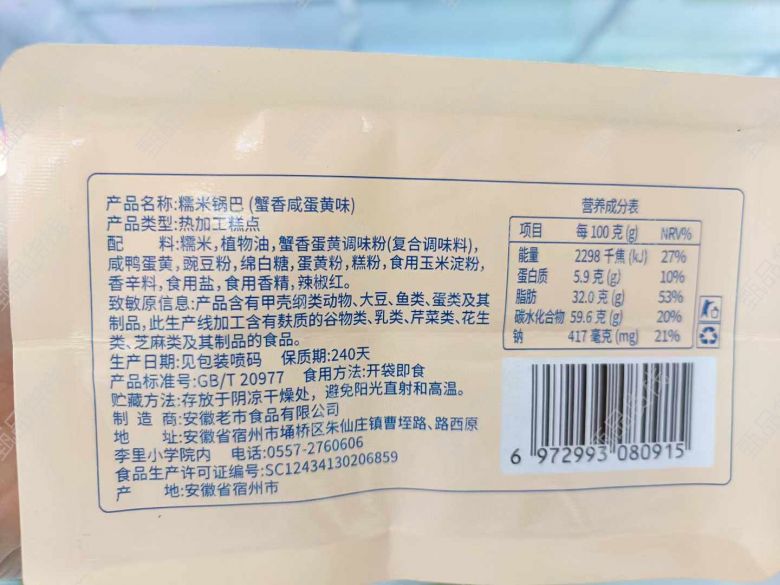 产品名称:糯米锅巴 (蟹香咸蛋黄味)
产品类型:热加工糕点
配 料:糯米,植物油,蟹香蛋黄调味粉(复合调味料),
咸鸭蛋黄,豌豆粉,绵白糖,蛋黄粉,糕粉,食用玉米淀粉,
香辛料,食用盐,食用香精,辣椒红。
致敏原信息:产品含有甲壳纲类动物、大豆、鱼类、蛋类及其
制品,此生产线加工含有麸质的谷物类、乳类、芹菜类、花生
类、芝麻类及其制品的食品。
生产日期:见包装喷码 保质期:240天
产品标准号:GB/T 20977 食用方法:开袋即食
贮藏方法:存放于阴凉干燥处，避免阳光直射和高温。
制 造 商:安徽老市食品有限公司
地 址:安徽省宿州市埇桥区朱仙庄镇曹垤路、路西原
李里小学院内 电话:0557-2760606
食品生产许可证编号:SC12434130206859
产 地:安徽省宿州市
营养成分表
项目 每 100 克 (g) NRV%
能量 2298 千焦 (kJ) 27%
蛋白质 5.9 克 (g) 10%
脂肪 32.0 克 (g) 53%
碳水化合物 59.6 克 (g) 20%
钠 417 毫克 (mg) 21%
6 972993 080915